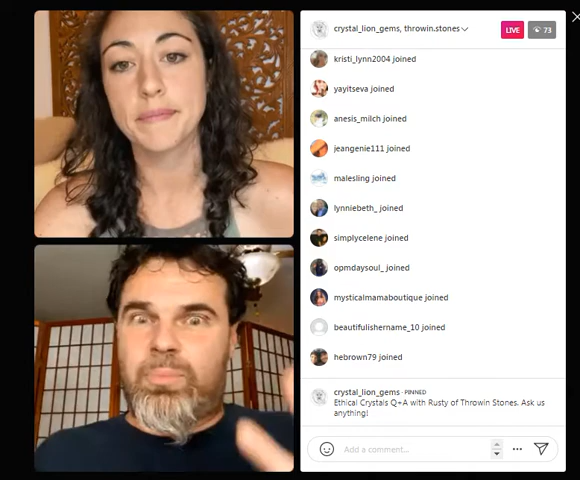 crystal_lion_gems, throwin.stones
LIVE
73
kristi_lynn2004 joined
yayitseva joined
anesis_milch joined
jeangenie111 joined
malesling joined
lynniebeth_ joined
simplycelene joined
opmdaysoul_ joined
mysticalmamaboutique joined
beautifulishername_10 joined
hebrown79 joined
crystal_lion_gems · PINNED
Ethical Crystals Q+A with Rusty of Throwin Stones. Ask us
anything!
Add a comment...